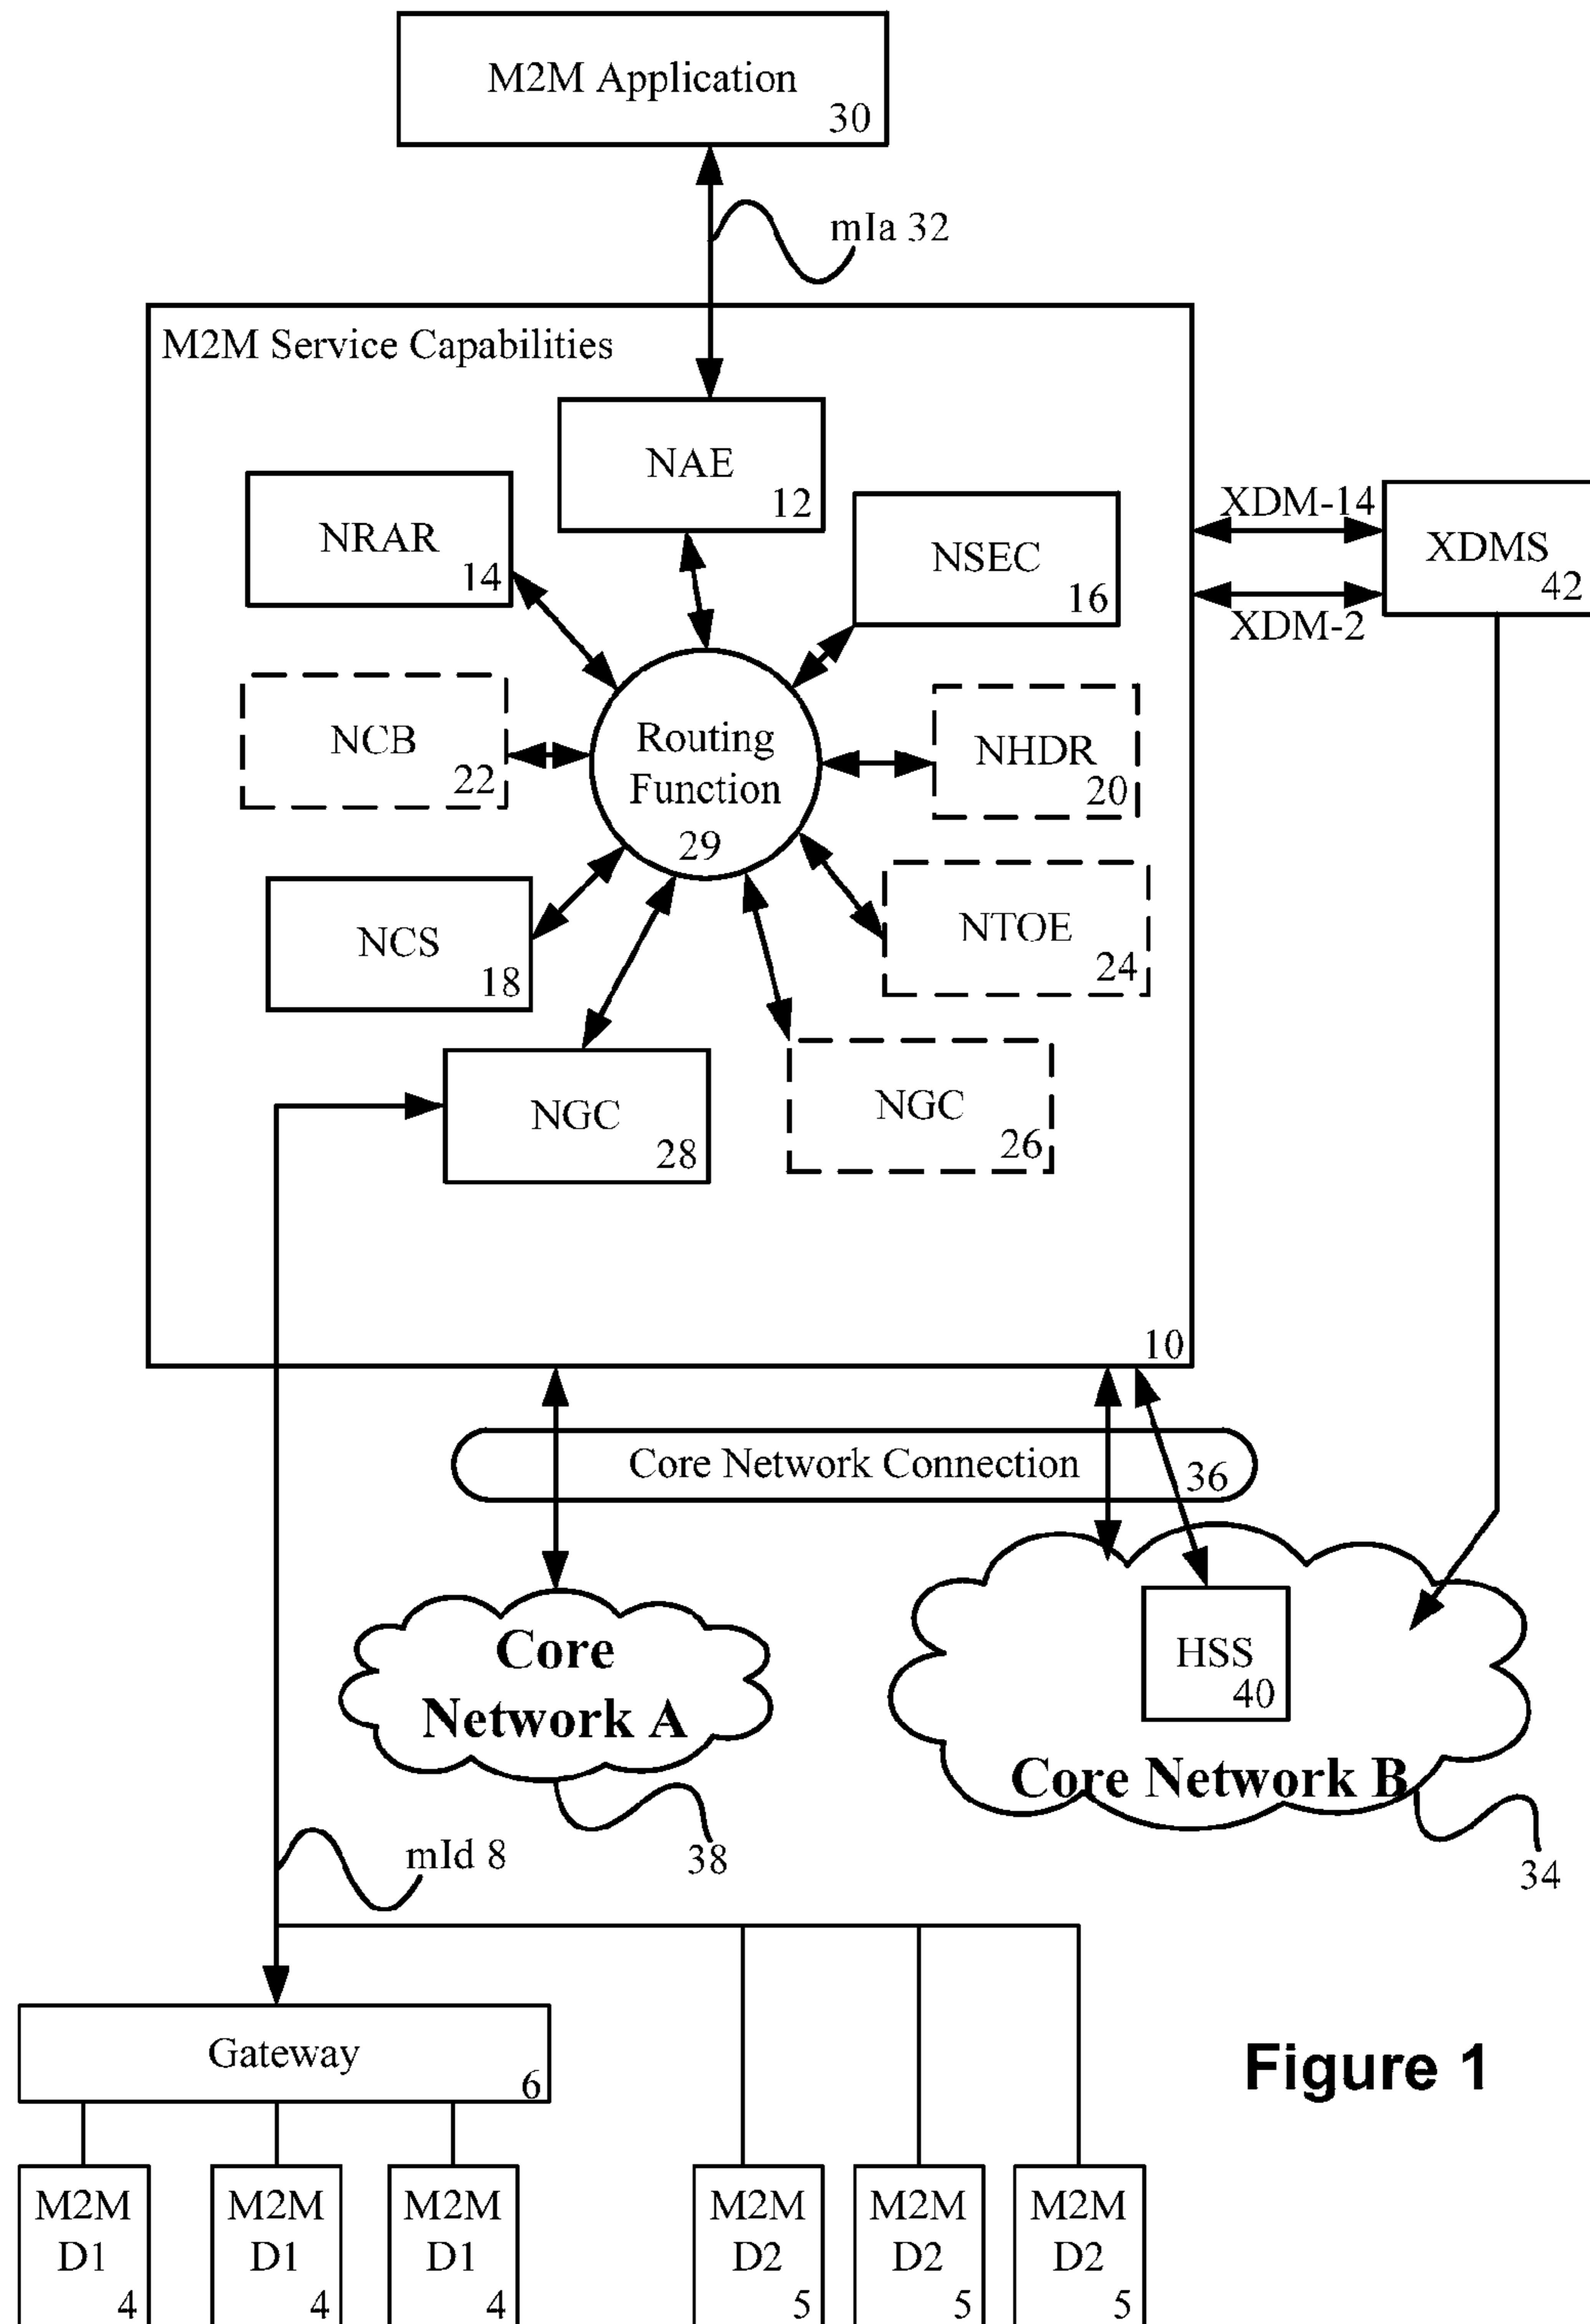 M2M Application
30
mIa 32
M2M Service Capabilities
NAE
12
NRAR
14
NSEC
16
XDM-14
XDMS
42
XDM-2
NCB
22
Routing
Function
29
NHDR
20
NCS
18
NTOE
24
NGC
28
NGC
26
10
Core Network Connection
36
Core
Network A
HSS
40
Core Network B
mId 8
38
34
Gateway
6
Figure 1
M2M
D1
4
M2M
D1
4
M2M
D1
4
M2M
D2
5
M2M
D2
5
M2M
D2
5